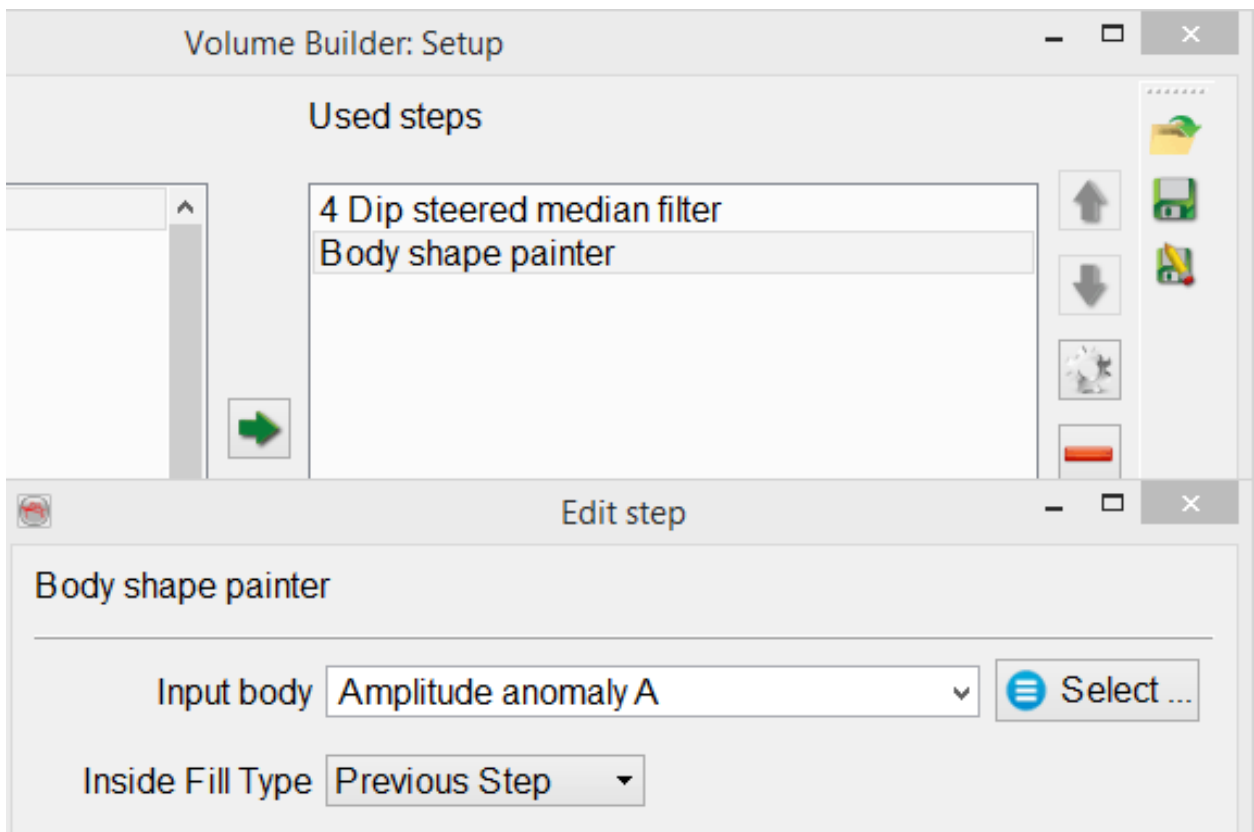 Volume Builder: Setup
Used steps
4 Dip steered median filter
Body shape painter
Edit step
Body shape painter
Input body Amplitude anomaly A Select ...
Inside Fill Type Previous Step